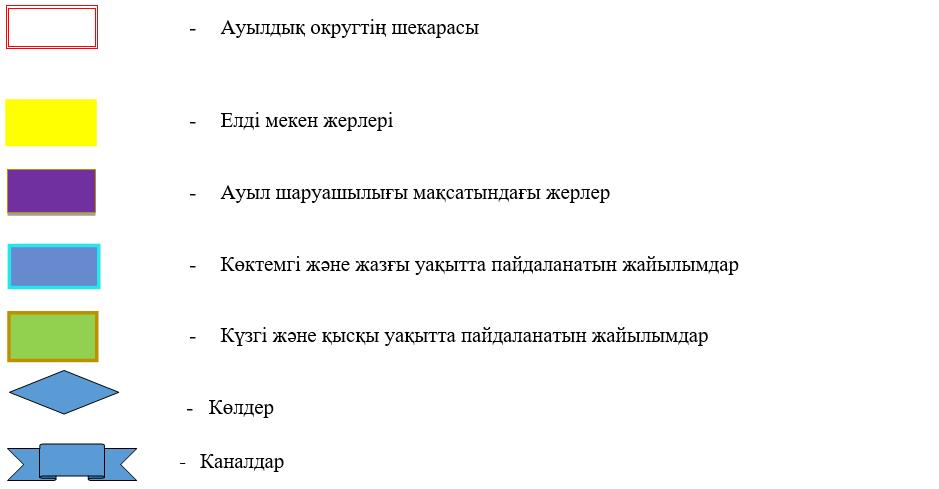 - Ауылдық округтің шекарасы
- Елді мекен жерлері
- Ауыл шаруашылығы мақсатындағы жерлер
- Көктемгі және жазғы уақытта пайдаланатын жайылымдар
- Күзгі және қысқы уақытта пайдаланатын жайылымдар
- Көлдер
- Каналдар